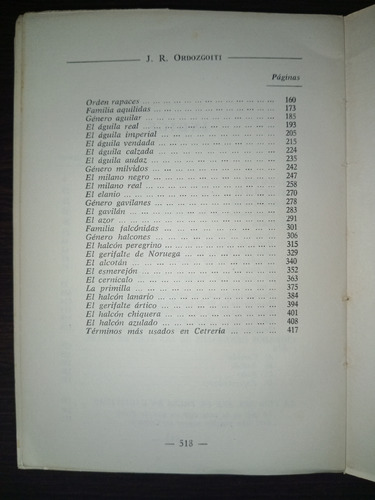 J. R. ORDOZGOITI
Páginas
Orden rapaces ... 160
Familia aquílidas ... 173
Género aguilar ... 185
El águila real ... 193
El águila imperial ... 205
El águila vendada ... 215
El águila calzada ... 224
El águila audaz ... 235
Género milvidos ... 242
El milano negro ... 247
El milano real ... 258
El elanio ... 270
Género gavilanes ... 278
El gavilán ... 283
El azor ... 291
Familia falcónidas ... 301
Género halcones ... 306
El halcón peregrino ... 315
El gerifalte de Noruega ... 329
El alcotán ... 340
El esmerejón ... 352
El cernícalo ... 363
La primilla ... 375
El halcón lanario ... 384
El gerifalte ártico ... 394
El halcón chiquera ... 401
El halcón azulado ... 408
Términos más usados en Cetrería ... 417
— 518 —